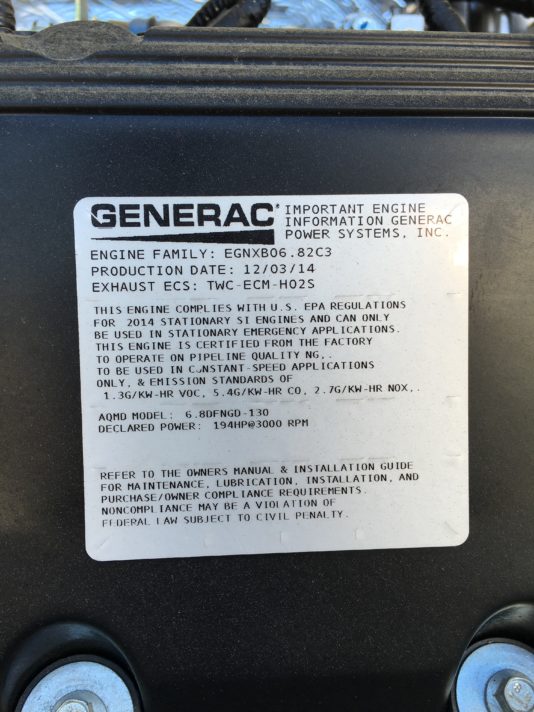 GENERAC* IMPORTANT ENGINE
INFORMATION GENERAC
POWER SYSTEMS, INC.
ENGINE FAMILY: EGNXB06.82C3
PRODUCTION DATE: 12/03/14
EXHAUST ECS: TWC-ECM-HO2S
THIS ENGINE COMPLIES WITH U.S. EPA REGULATIONS
FOR 2014 STATIONARY SI ENGINES AND CAN ONLY
BE USED IN STATIONARY EMERGENCY APPLICATIONS.
THIS ENGINE IS CERTIFIED FROM THE FACTORY
TO OPERATE ON PIPELINE QUALITY NG,.
TO BE USED IN CONSTANT-SPEED APPLICATIONS
ONLY, & EMISSION STANDARDS OF
1.3G/KW-HR VOC, 5.4G/KW-HR CO, 2.7G/KW-HR NOX,.
AQMD MODEL: 6.8DFNGD-130
DECLARED POWER: 194HP@3000 RPM
REFER TO THE OWNERS MANUAL & INSTALLATION GUIDE
FOR MAINTENANCE, LUBRICATION, INSTALLATION, AND
PURCHASE/OWNER COMPLIANCE REQUIREMENTS.
NONCOMPLIANCE MAY BE A VIOLATION OF
FEDERAL LAW SUBJECT TO CIVIL PENALTY.